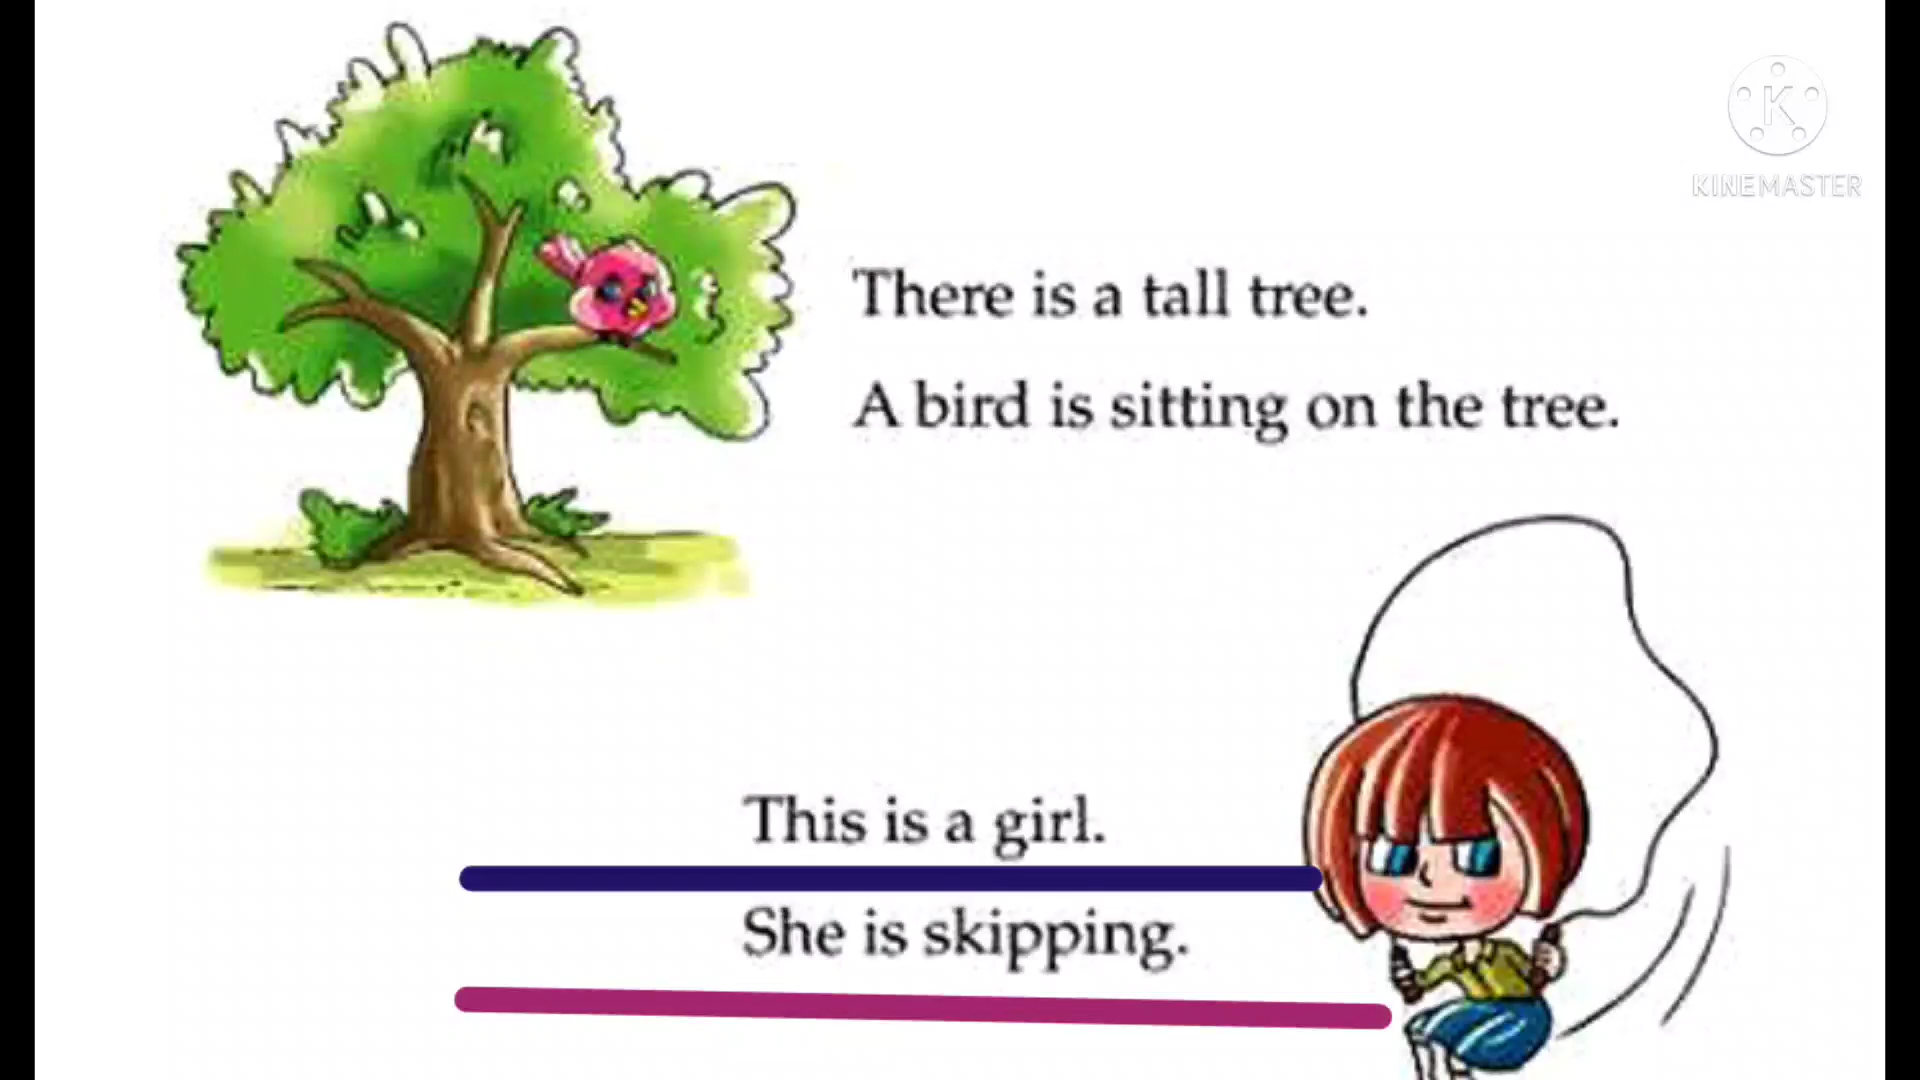 KINEMASTER
There is a tall tree.
A bird is sitting on the tree.
This is a girl.
She is skipping.